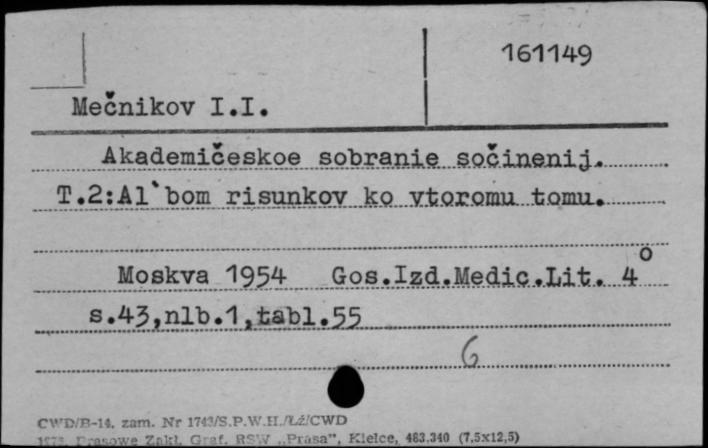 161149
Mečnikov I.I.
Akademičeskoe sobranie sočinenij.
T.2:Al`bom risunkov ko vtoromu tomu.
Moskva 1954 Gos.Izd.Medic.Lit. 4°
s.43,nlb.1,tabl.55
6
CWD/B-14. zam. Nr 1743/S.P.W.H./Łź/CWD
Prasowe Zakł. Graf. RSW „Prasa”, Kielce, 483.340 (7,5x12,5)